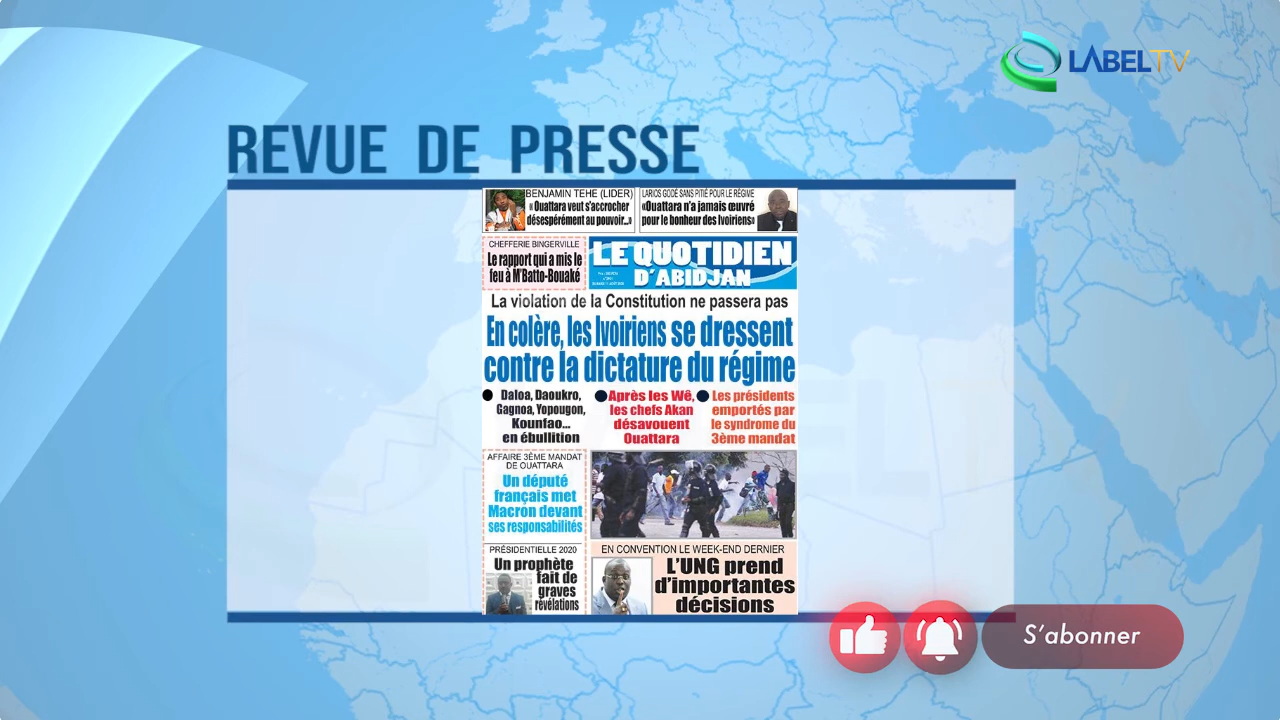 LABEL TV
REVUE DE PRESSE
BENJAMIN TEHE (LIDER)
« Ouattara veut s'accrocher
désespérément au pouvoir...»
LARIOS GODÉ SANS PITIÉ POUR LE RÉGIME
«Ouattara n'a jamais œuvré
pour le bonheur des Ivoiriens»
CHEFFERIE BINGERVILLE
Le rapport qui a mis le
feu à M'Batto-Bouaké
LE QUOTIDIEN
D'ABIDJAN
La violation de la Constitution ne passera pas
En colère, les Ivoiriens se dressent
contre la dictature du régime
Daloa, Daoukro,
Gagnoa, Yopougon,
Kounfao...
en ébullition
Après les Wê,
les chefs Akan
désavouent
Ouattara
Les présidents
emportés par
le syndrome du
3ème mandat
AFFAIRE 3ÈME MANDAT
DE OUATTARA
Un député
français met
Macron devant
ses responsabilités
PRÉSIDENTIELLE 2020
Un prophète
fait de
graves
révélations
EN CONVENTION LE WEEK-END DERNIER
L'UNG prend
d'importantes
décisions
S'abonner